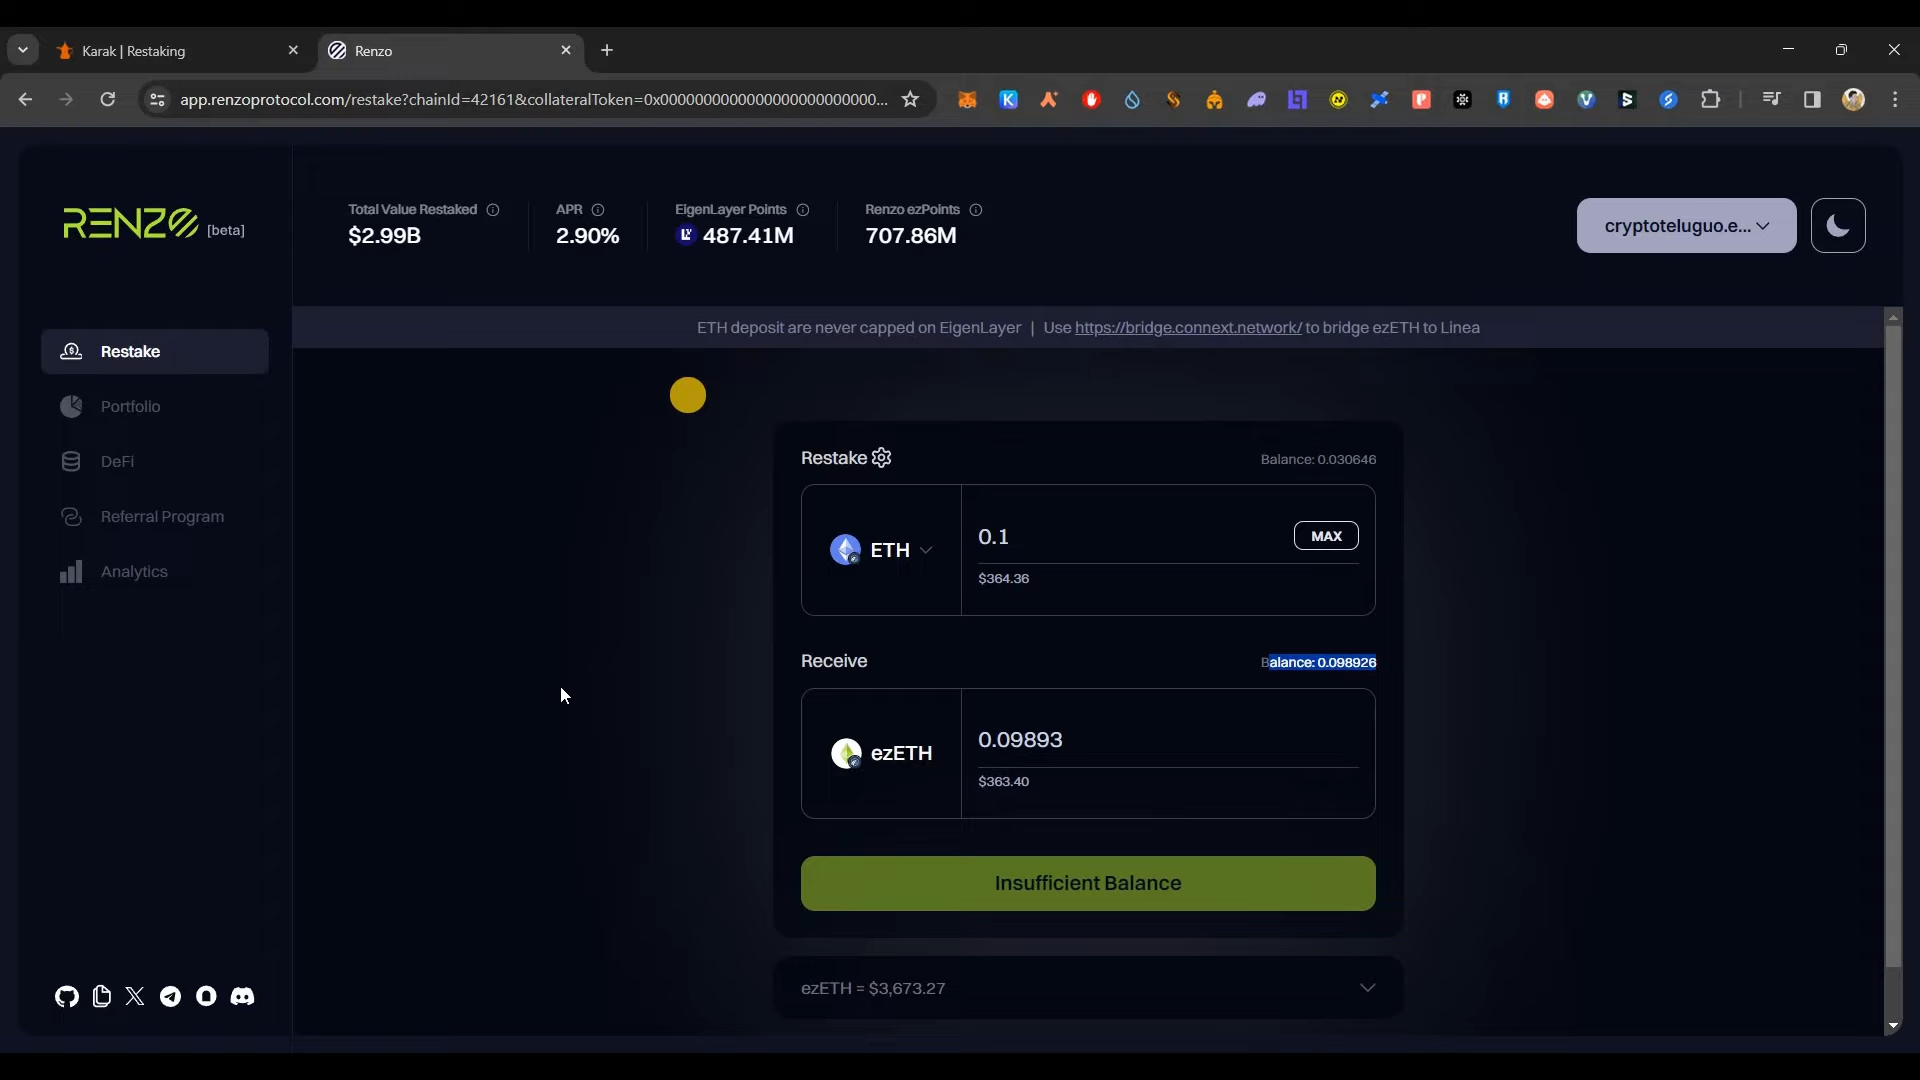 Karak | Restaking
Renzo
app.renzoprotocol.com/restake?chainId=42161&collateralToken=0x0000000000000000000000000...
RENZO [beta]
Total Value Restaked
$2.99B
APR
2.90%
EigenLayer Points
487.41M
Renzo ezPoints
707.86M
cryptoteluguo.e...
ETH deposit are never capped on EigenLayer | Use https://bridge.connext.network/ to bridge ezETH to Linea
Restake
Portfolio
DeFi
Referral Program
Analytics
Restake
Balance: 0.030646
ETH
0.1
MAX
$364.36
Receive
Balance: 0.098926
ezETH
0.09893
$363.40
Insufficient Balance
ezETH = $3,673.27